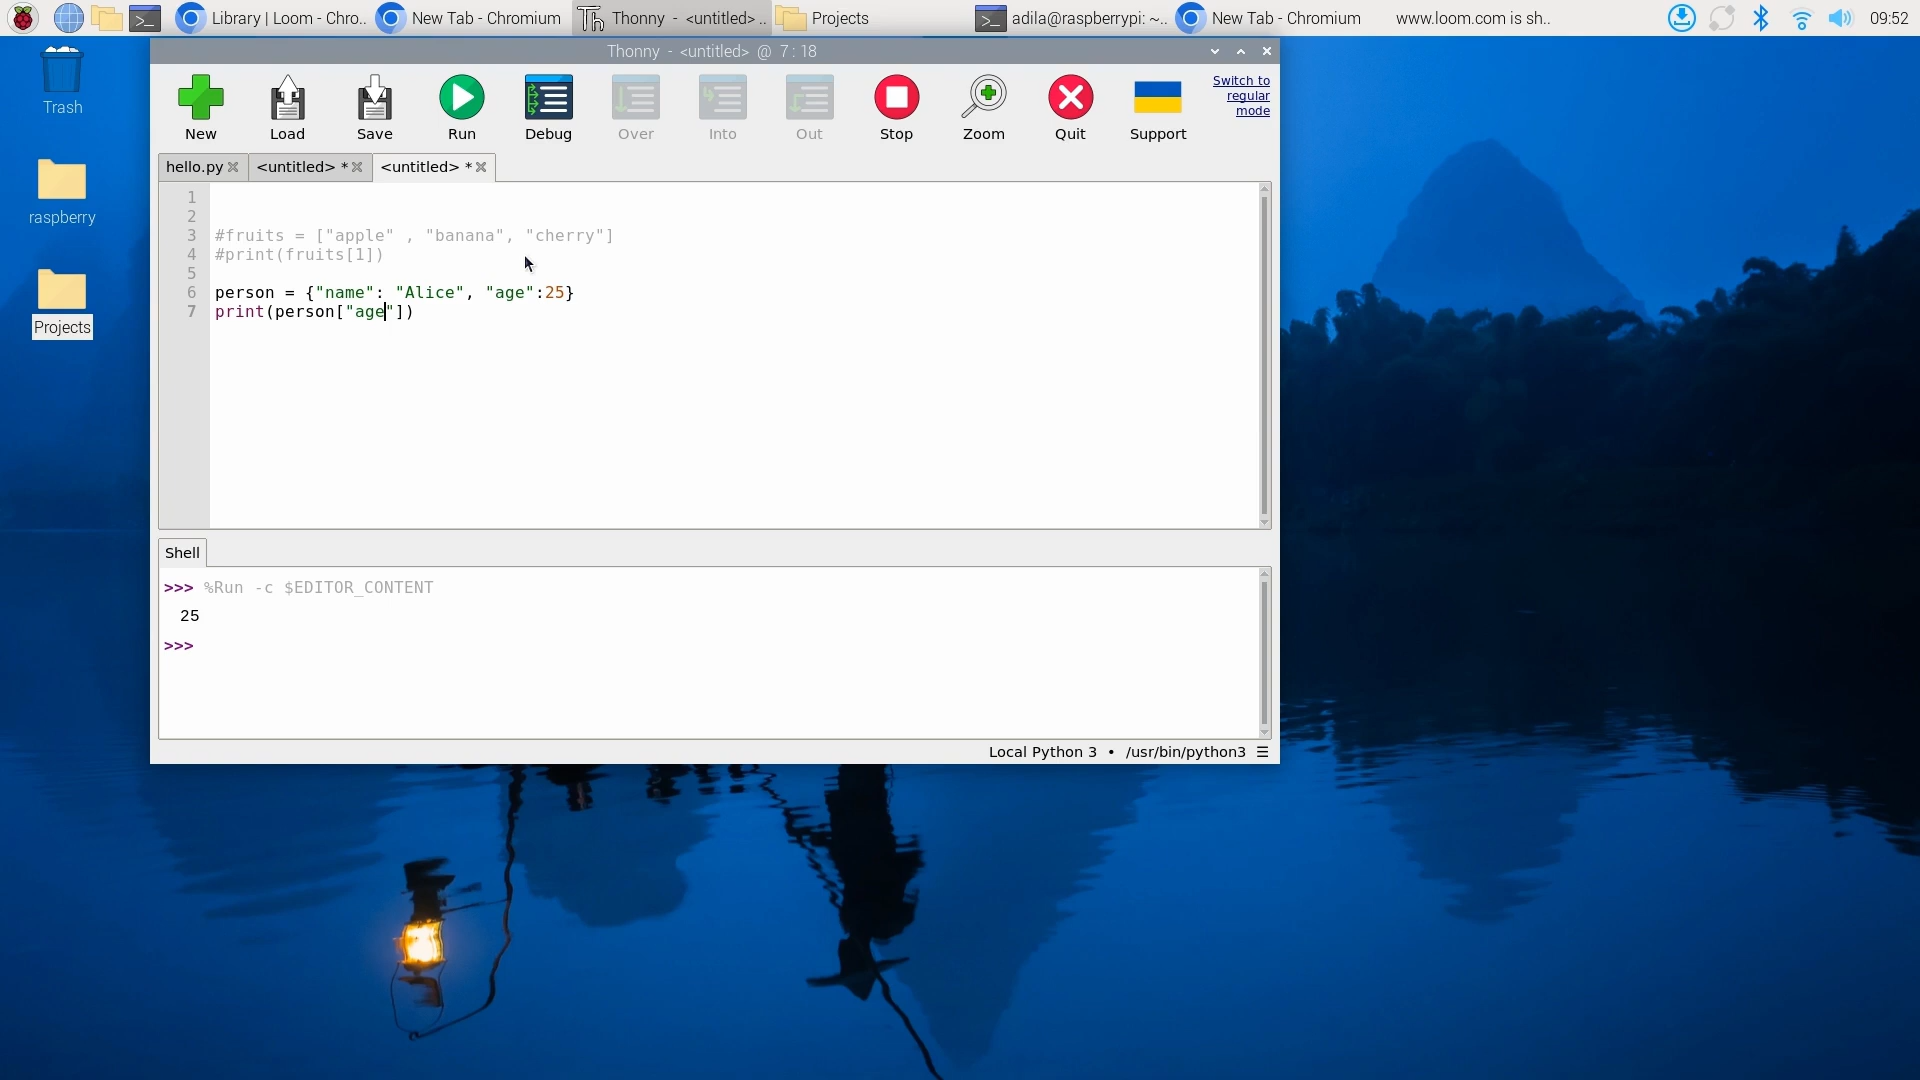 Library | Loom - Chro.. New Tab - Chromium Thonny - <untitled> .. Projects adila@raspberrypi: ~.. New Tab - Chromium www.loom.com is sh.. 09:52
Trash
raspberry
Projects
Thonny - <untitled> @ 7:18
New Load Save Run Debug Over Into Out Stop Zoom Quit Support
Switch to
regular
mode
hello.py <untitled> * <untitled> *
1
2
3 #fruits = ["apple" , "banana", "cherry"]
4 #print(fruits[1])
5
6 person = {"name": "Alice", "age":25}
7 print(person["age"])
Shell
>>> %Run -c $EDITOR_CONTENT
25
>>>
Local Python 3 • /usr/bin/python3 ☰